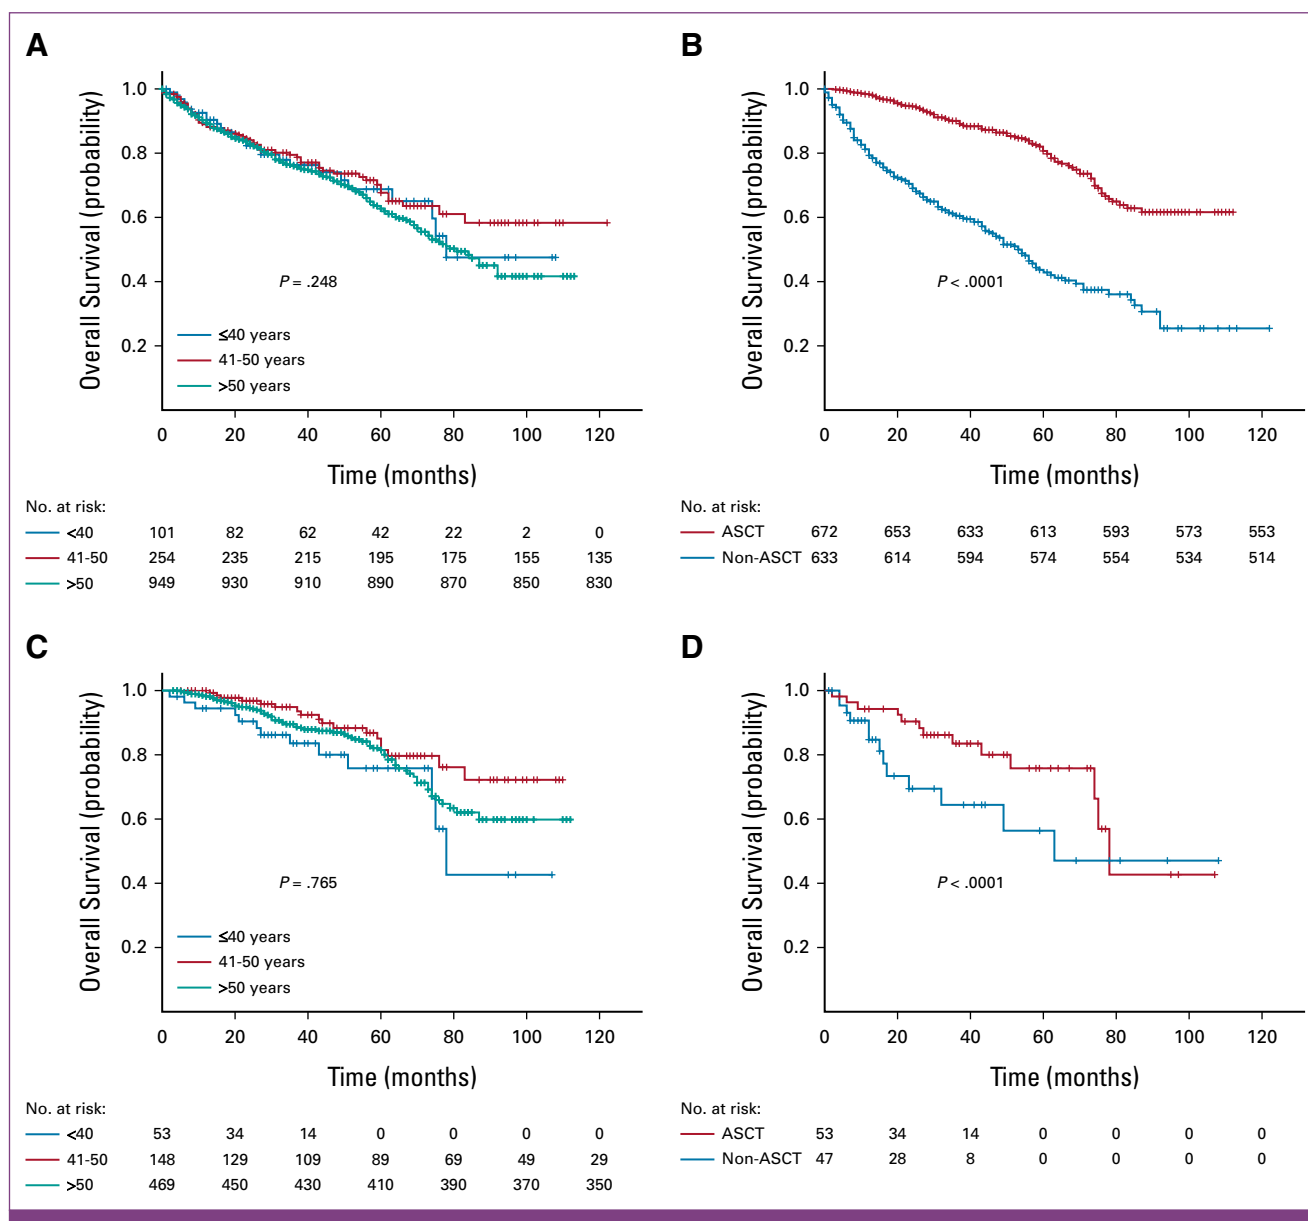 A
Overall Survival (probability)
1.0
0.8
0.6
0.4
0.2
P = .248
≤40 years
41-50 years
>50 years
0 20 40 60 80 100 120
Time (months)
No. at risk:
<40 101 82 62 42 22 2 0
41-50 254 235 215 195 175 155 135
>50 949 930 910 890 870 850 830
B
Overall Survival (probability)
1.0
0.8
0.6
0.4
0.2
P < .0001
0 20 40 60 80 100 120
Time (months)
No. at risk:
ASCT 672 653 633 613 593 573 553
Non-ASCT 633 614 594 574 554 534 514
C
Overall Survival (probability)
1.0
0.8
0.6
0.4
0.2
P = .765
≤40 years
41-50 years
>50 years
0 20 40 60 80 100 120
Time (months)
No. at risk:
<40 53 34 14 0 0 0 0
41-50 148 129 109 89 69 49 29
>50 469 450 430 410 390 370 350
D
Overall Survival (probability)
1.0
0.8
0.6
0.4
0.2
P < .0001
0 20 40 60 80 100 120
Time (months)
No. at risk:
ASCT 53 34 14 0 0 0 0
Non-ASCT 47 28 8 0 0 0 0